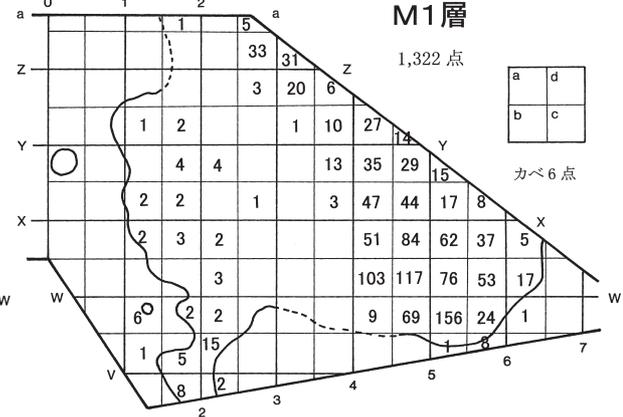 0 1 2
M1層
a 1 5 a
33 31
1,322 点
Z 3 20 6 Z
a d
b c
1 2 1 10 27 14
Y Y
4 4 13 35 29 15
カベ 6 点
2 2 1 3 47 44 17 8
X X
2 3 2 51 84 62 37 5
3 103 117 76 53 17
W W W
6 2 2 9 69 156 24 1
1 5 15 1 8
V
8 2
2 3 4 5 6 7